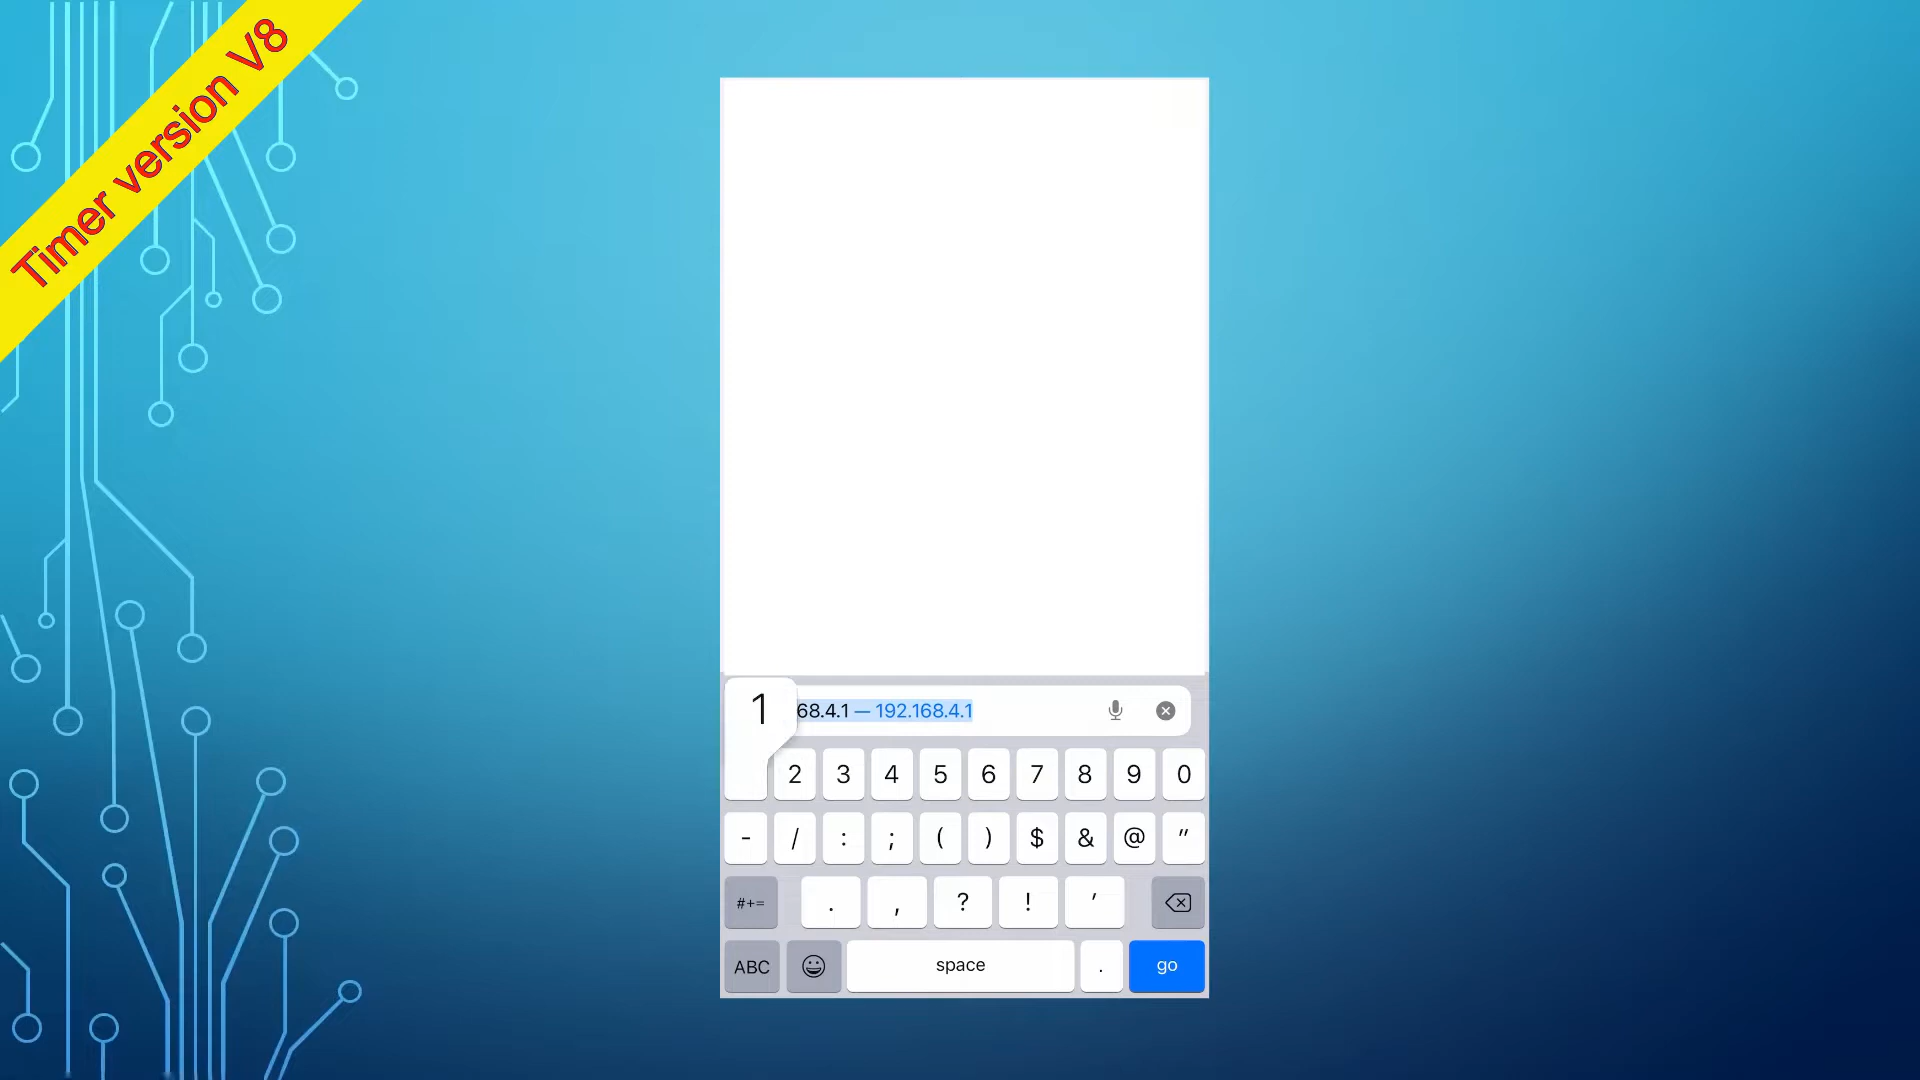 Timer version V8
1
68.4.1 — 192.168.4.1
2 3 4 5 6 7 8 9 0
- / : ; ( ) $ & @ "
#+= . , ? ! '
ABC space . go